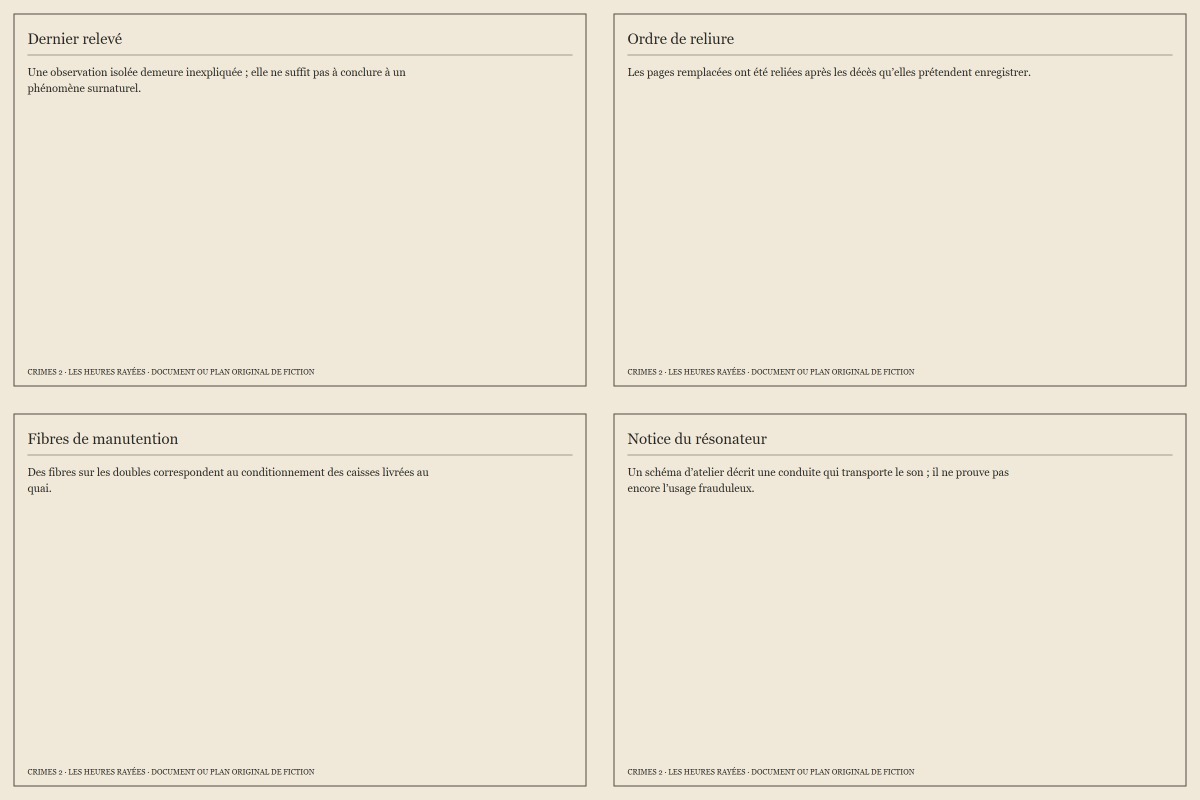 Dernier relevé
Une observation isolée demeure inexpliquée ; elle ne suffit pas à conclure à un
phénomène surnaturel.
CRIMES 2 · LES HEURES RAYÉES · DOCUMENT OU PLAN ORIGINAL DE FICTION
Ordre de reliure
Les pages remplacées ont été reliées après les décès qu’elles prétendent enregistrer.
CRIMES 2 · LES HEURES RAYÉES · DOCUMENT OU PLAN ORIGINAL DE FICTION
Fibres de manutention
Des fibres sur les doubles correspondent au conditionnement des caisses livrées au
quai.
CRIMES 2 · LES HEURES RAYÉES · DOCUMENT OU PLAN ORIGINAL DE FICTION
Notice du résonateur
Un schéma d’atelier décrit une conduite qui transporte le son ; il ne prouve pas
encore l’usage frauduleux.
CRIMES 2 · LES HEURES RAYÉES · DOCUMENT OU PLAN ORIGINAL DE FICTION